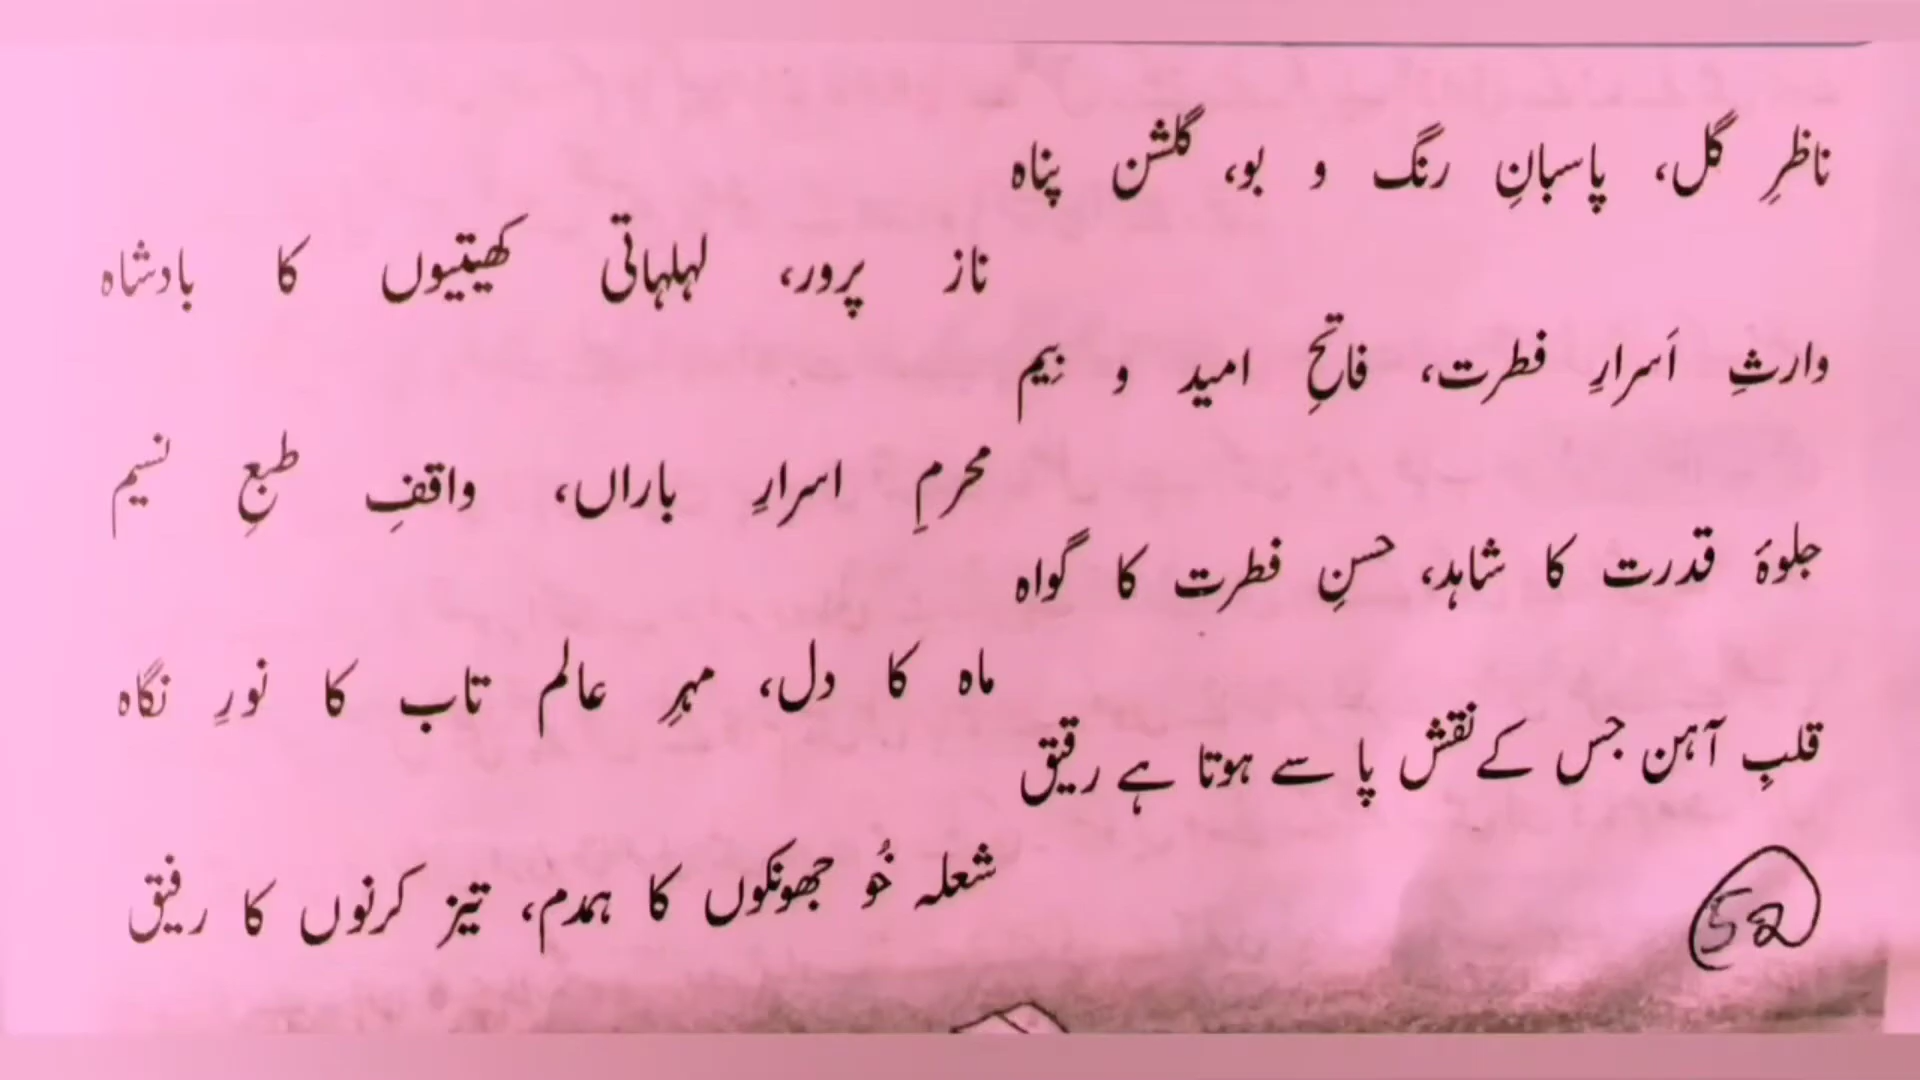 ناظرِ گل، پاسبانِ رنگ و بو، گلشن پناہ
ناز پرور، لہلہاتی کھیتیوں کا بادشاہ
وارثِ اَسرارِ فطرت، فاتحِ امید و بِیم
محرمِ اسرارِ باراں، واقفِ طبعِ نسیم
جلوۂ قدرت کا شاہد، حسنِ فطرت کا گواہ
ماہ کا دل، مہرِ عالم تاب کا نورِ نگاہ
قلبِ آہن جس کے نقش پا سے ہوتا ہے رقیق
شعلہ خُو جھونکوں کا ہمدم، تیز کرنوں کا رفیق
52